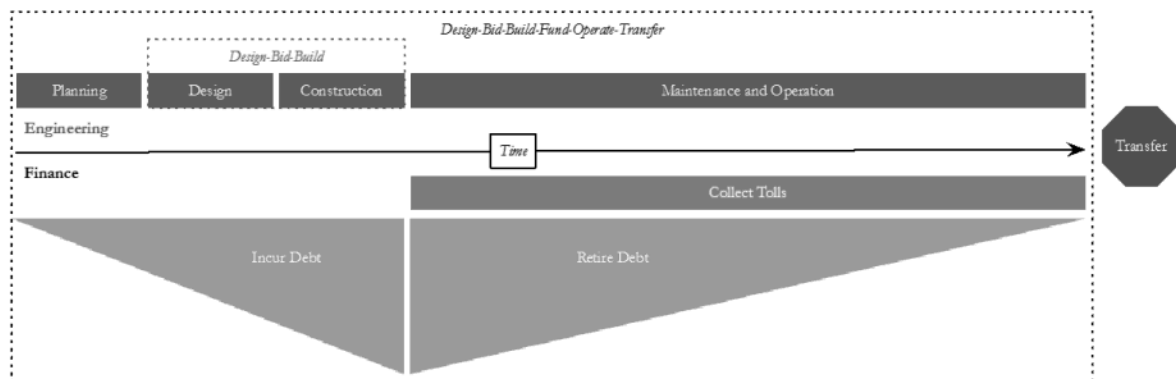 Design-Bid-Build-Fund-Operate-Transfer
Design-Bid-Build
Planning
Design
Construction
Maintenance and Operation
Engineering
Transfer
Time
Finance
Collect Tolls
Incur Debt
Retire Debt